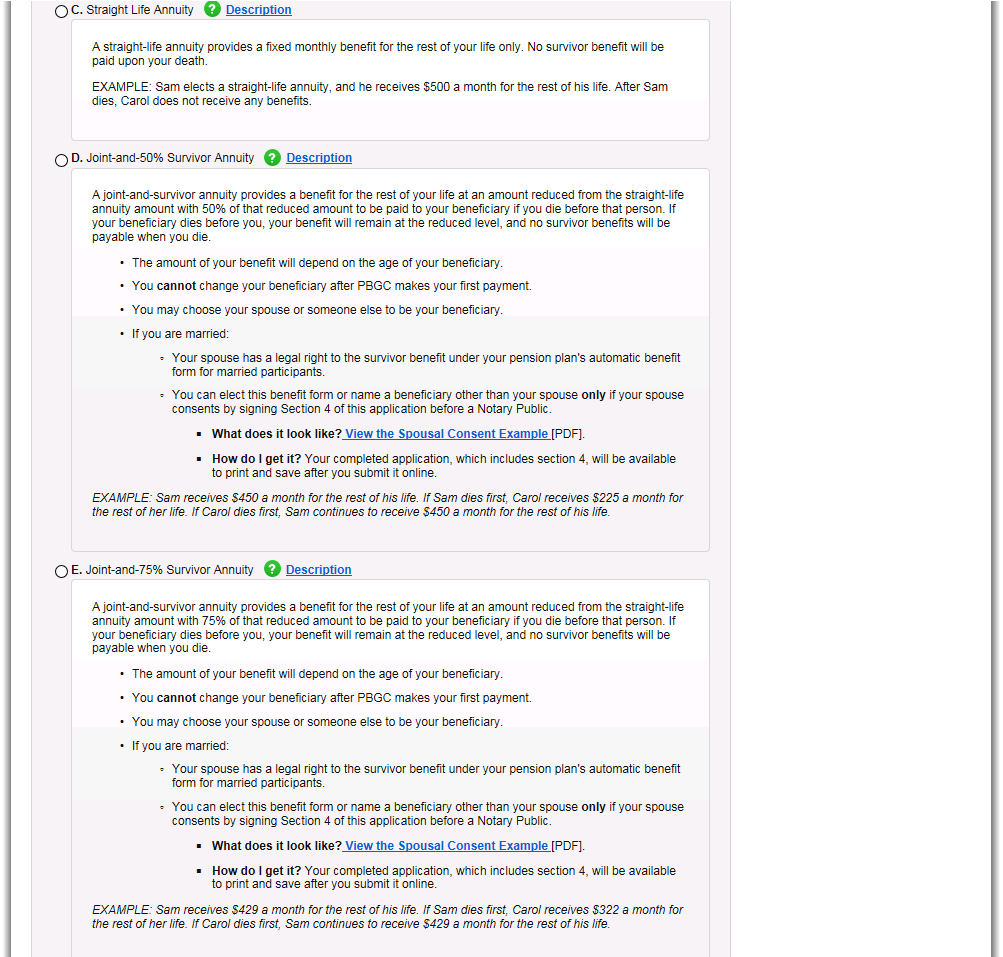 C. Straight Life Annuity ? Description
A straight-life annuity provides a fixed monthly benefit for the rest of your life only. No survivor benefit will be
paid upon your death.
EXAMPLE: Sam elects a straight-life annuity, and he receives $500 a month for the rest of his life. After Sam
dies, Carol does not receive any benefits.
D. Joint-and-50% Survivor Annuity ? Description
A joint-and-survivor annuity provides a benefit for the rest of your life at an amount reduced from the straight-life
annuity amount with 50% of that reduced amount to be paid to your beneficiary if you die before that person. If
your beneficiary dies before you, your benefit will remain at the reduced level, and no survivor benefits will be
payable when you die.
• The amount of your benefit will depend on the age of your beneficiary.
• You cannot change your beneficiary after PBGC makes your first payment.
• You may choose your spouse or someone else to be your beneficiary.
• If you are married:
◦ Your spouse has a legal right to the survivor benefit under your pension plan's automatic benefit
form for married participants.
◦ You can elect this benefit form or name a beneficiary other than your spouse only if your spouse
consents by signing Section 4 of this application before a Notary Public.
▪ What does it look like? View the Spousal Consent Example [PDF].
▪ How do I get it? Your completed application, which includes section 4, will be available
to print and save after you submit it online.
EXAMPLE: Sam receives $450 a month for the rest of his life. If Sam dies first, Carol receives $225 a month for
the rest of her life. If Carol dies first, Sam continues to receive $450 a month for the rest of his life.
E. Joint-and-75% Survivor Annuity ? Description
A joint-and-survivor annuity provides a benefit for the rest of your life at an amount reduced from the straight-life
annuity amount with 75% of that reduced amount to be paid to your beneficiary if you die before that person. If
your beneficiary dies before you, your benefit will remain at the reduced level, and no survivor benefits will be
payable when you die.
• The amount of your benefit will depend on the age of your beneficiary.
• You cannot change your beneficiary after PBGC makes your first payment.
• You may choose your spouse or someone else to be your beneficiary.
• If you are married:
◦ Your spouse has a legal right to the survivor benefit under your pension plan's automatic benefit
form for married participants.
◦ You can elect this benefit form or name a beneficiary other than your spouse only if your spouse
consents by signing Section 4 of this application before a Notary Public.
▪ What does it look like? View the Spousal Consent Example [PDF].
▪ How do I get it? Your completed application, which includes section 4, will be available
to print and save after you submit it online.
EXAMPLE: Sam receives $429 a month for the rest of his life. If Sam dies first, Carol receives $322 a month for
the rest of her life. If Carol dies first, Sam continues to receive $429 a month for the rest of his life.